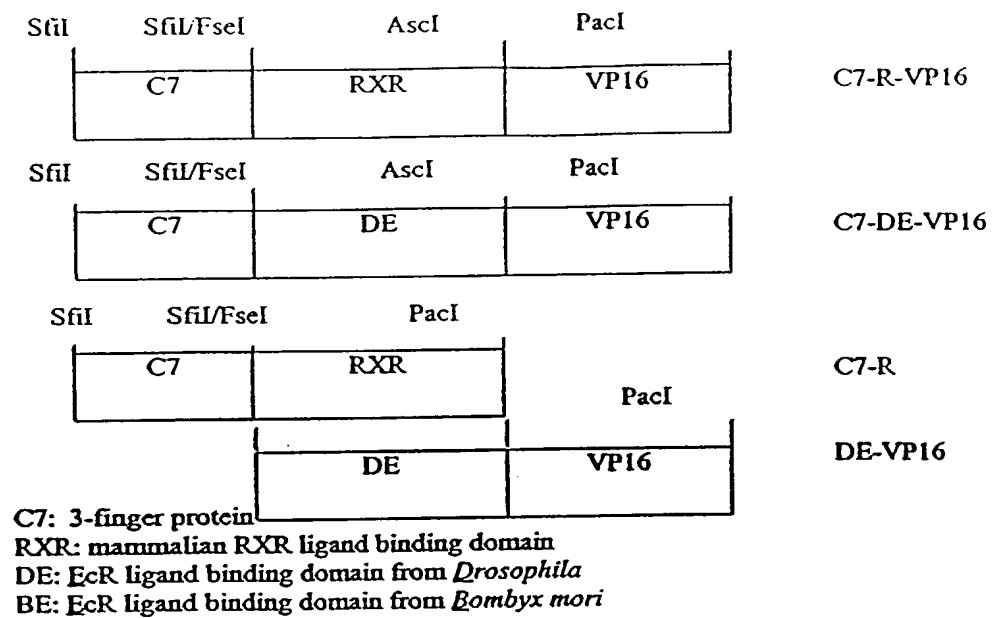 SfiI SfiI/FseI AscI PacI
C7 RXR VP16 C7-R-VP16
SfiI SfiI/FseI AscI PacI
C7 DE VP16 C7-DE-VP16
SfiI SfiI/FseI PacI
C7 RXR C7-R
PacI
DE VP16 DE-VP16
C7: 3-finger protein
RXR: mammalian RXR ligand binding domain
DE: EcR ligand binding domain from Drosophila
BE: EcR ligand binding domain from Bombyx mori